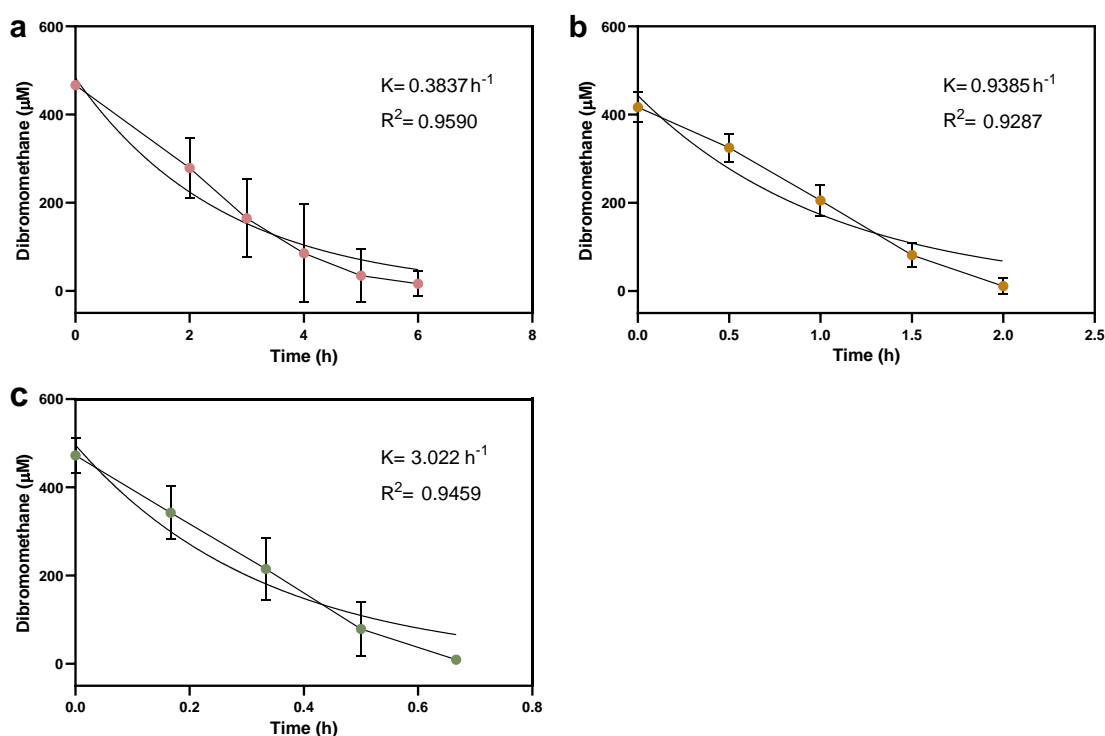 a
600
400
200
0
Dibromomethane (μM)
K= 0.3837 h-1
R2= 0.9590
0 2 4 6 8
Time (h)
b
600
400
200
0
Dibromomethane (μM)
K= 0.9385 h-1
R2= 0.9287
0.0 0.5 1.0 1.5 2.0 2.5
Time (h)
c
600
400
200
0
Dibromomethane (μM)
K= 3.022 h-1
R2= 0.9459
0.0 0.2 0.4 0.6 0.8
Time (h)